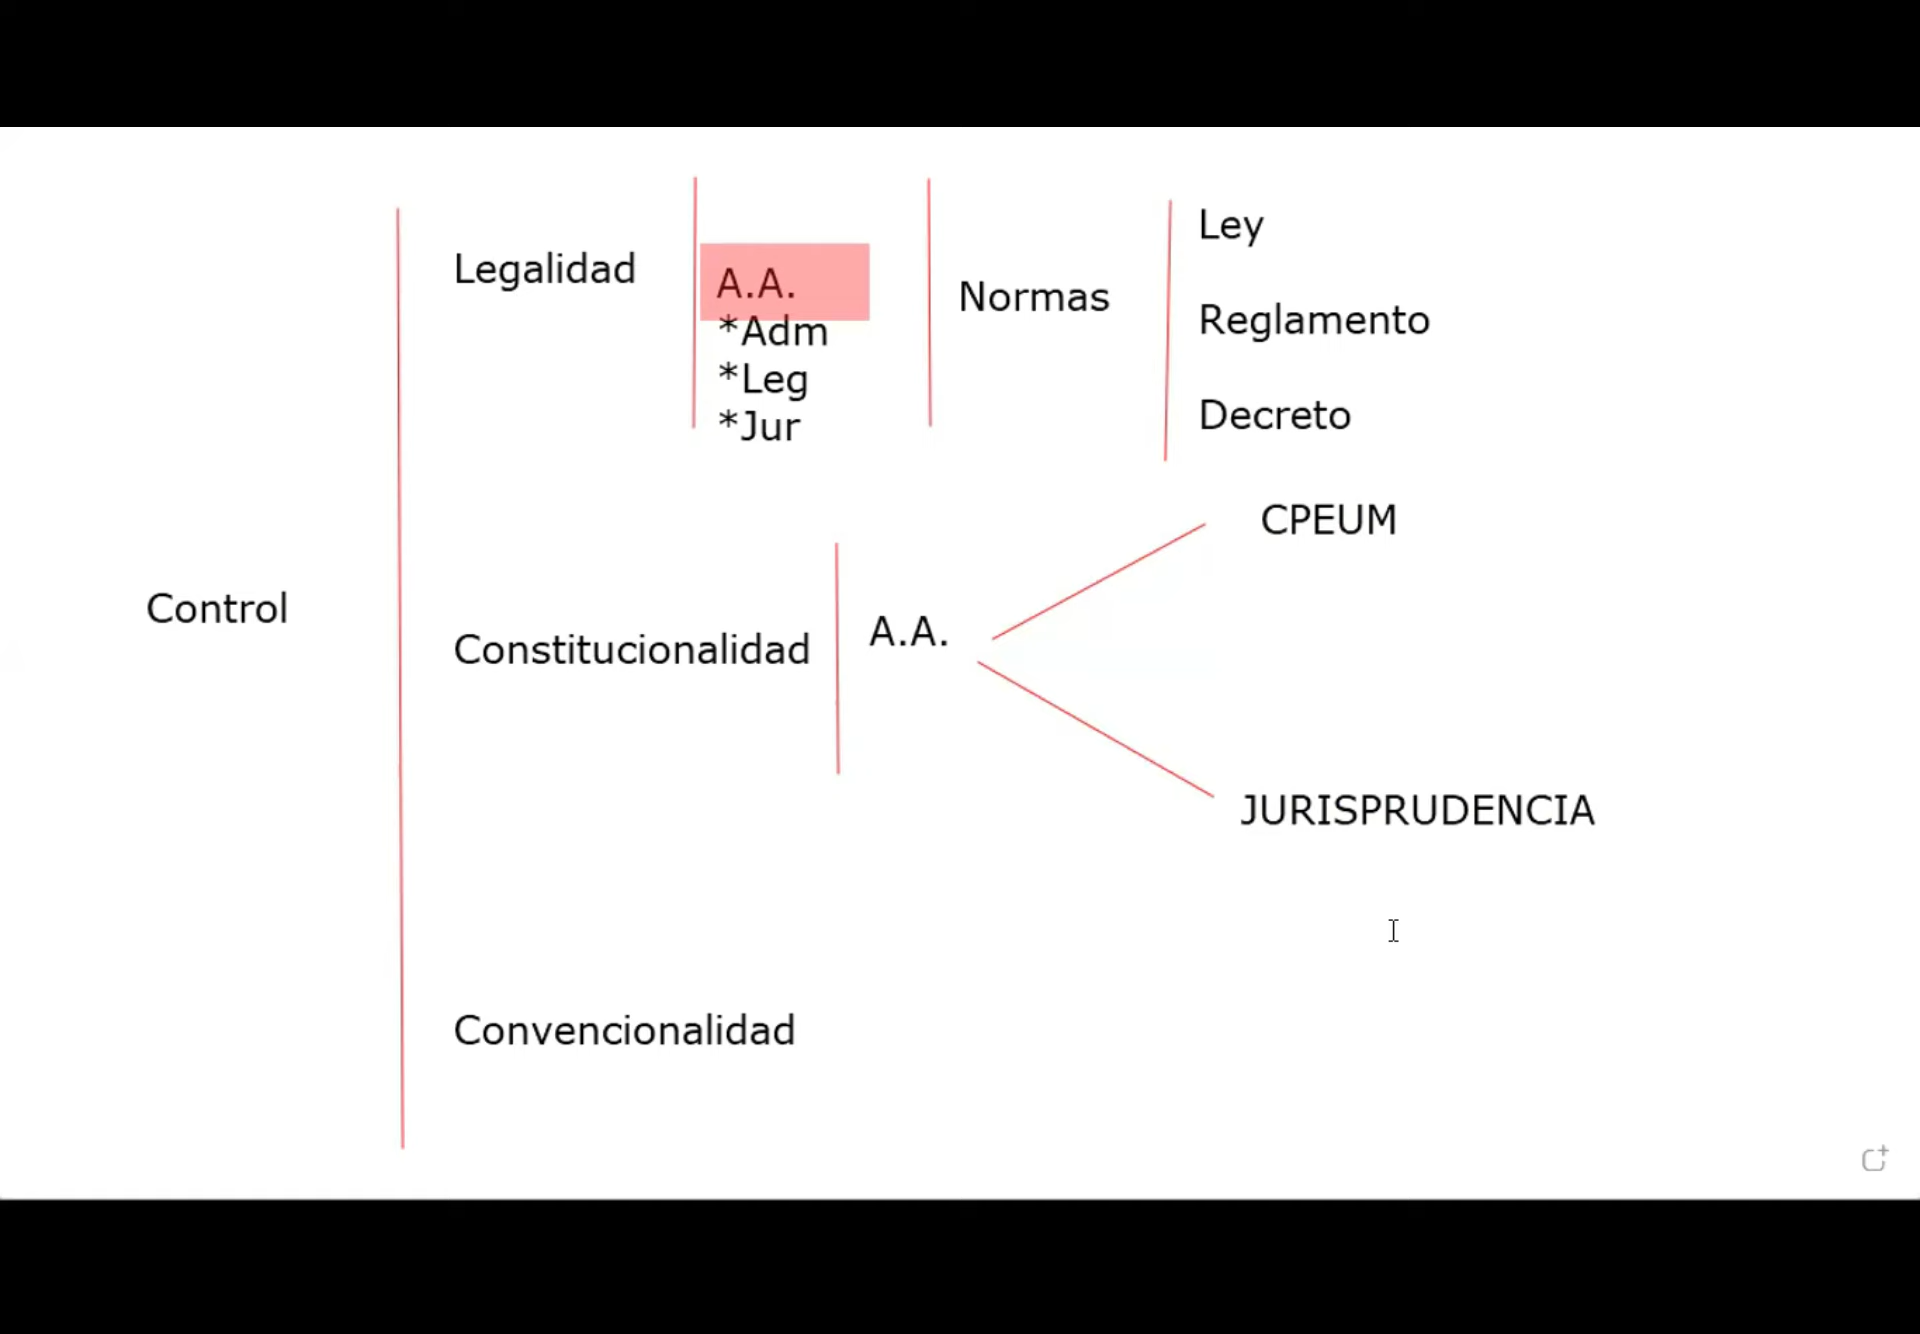 Control
Legalidad
A.A.
*Adm
*Leg
*Jur
Normas
Ley
Reglamento
Decreto
Constitucionalidad
A.A.
CPEUM
JURISPRUDENCIA
Convencionalidad